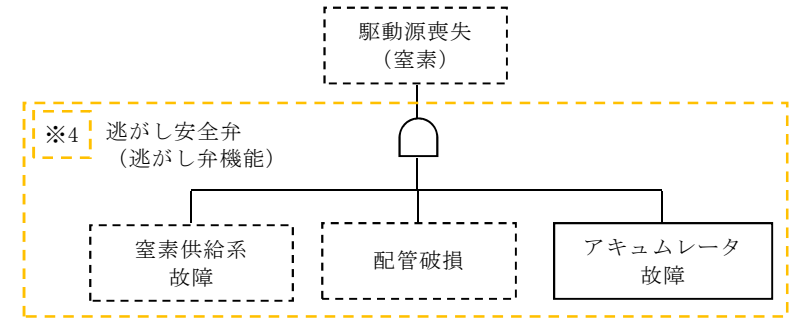 駆動源喪失
（窒素）
※4
逃がし安全弁
（逃がし弁機能）
窒素供給系
故障
配管破損
アキュムレータ
故障